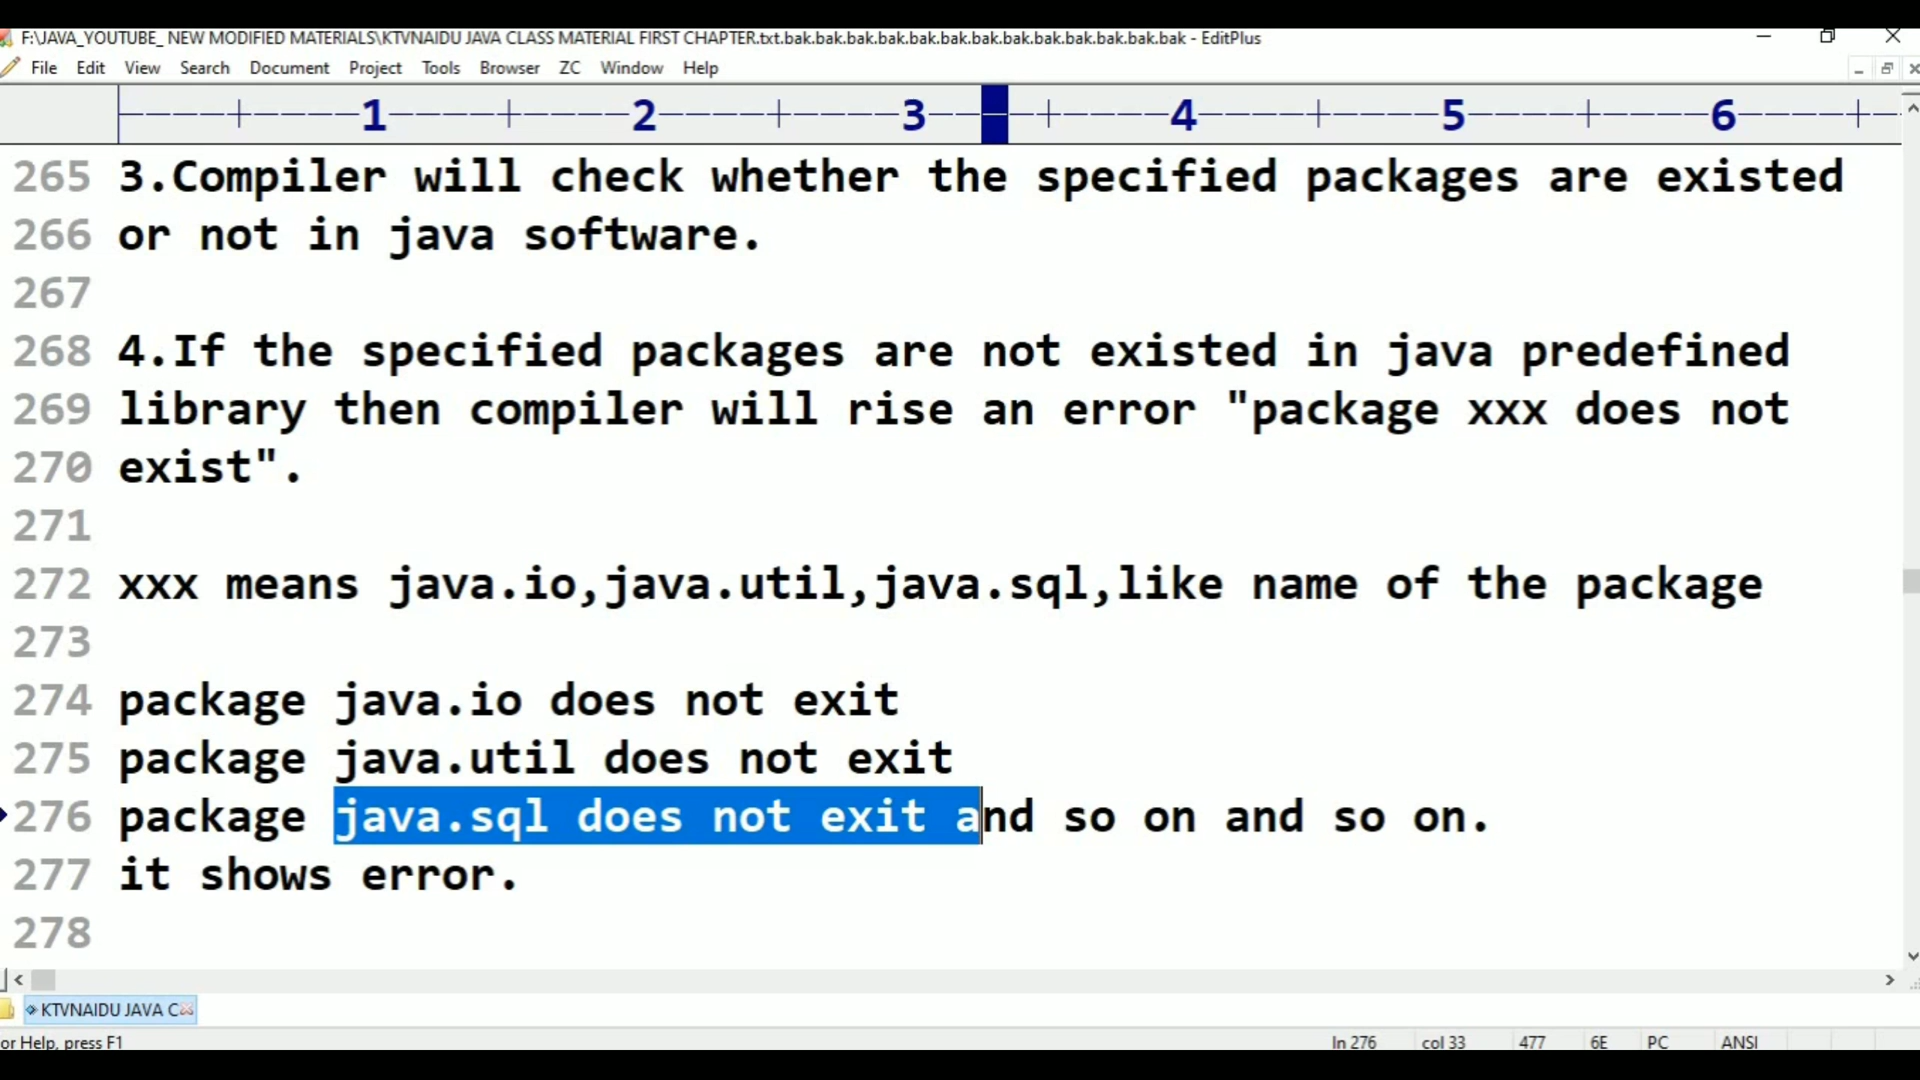 F:\JAVA_YOUTUBE_ NEW MODIFIED MATERIALS\KTVNAIDU JAVA CLASS MATERIAL FIRST CHAPTER.txt.bak.bak.bak.bak.bak.bak.bak.bak.bak.bak.bak.bak.bak - EditPlus
File Edit View Search Document Project Tools Browser ZC Window Help
1 2 3 4 5 6
265 3.Compiler will check whether the specified packages are existed
266 or not in java software.
267
268 4.If the specified packages are not existed in java predefined
269 library then compiler will rise an error "package xxx does not
270 exist".
271
272 xxx means java.io,java.util,java.sql,like name of the package
273
274 package java.io does not exit
275 package java.util does not exit
276 package java.sql does not exit and so on and so on.
277 it shows error.
278
KTVNAIDU JAVA C
or Help, press F1 ln 276 col 33 477 6E PC ANSI